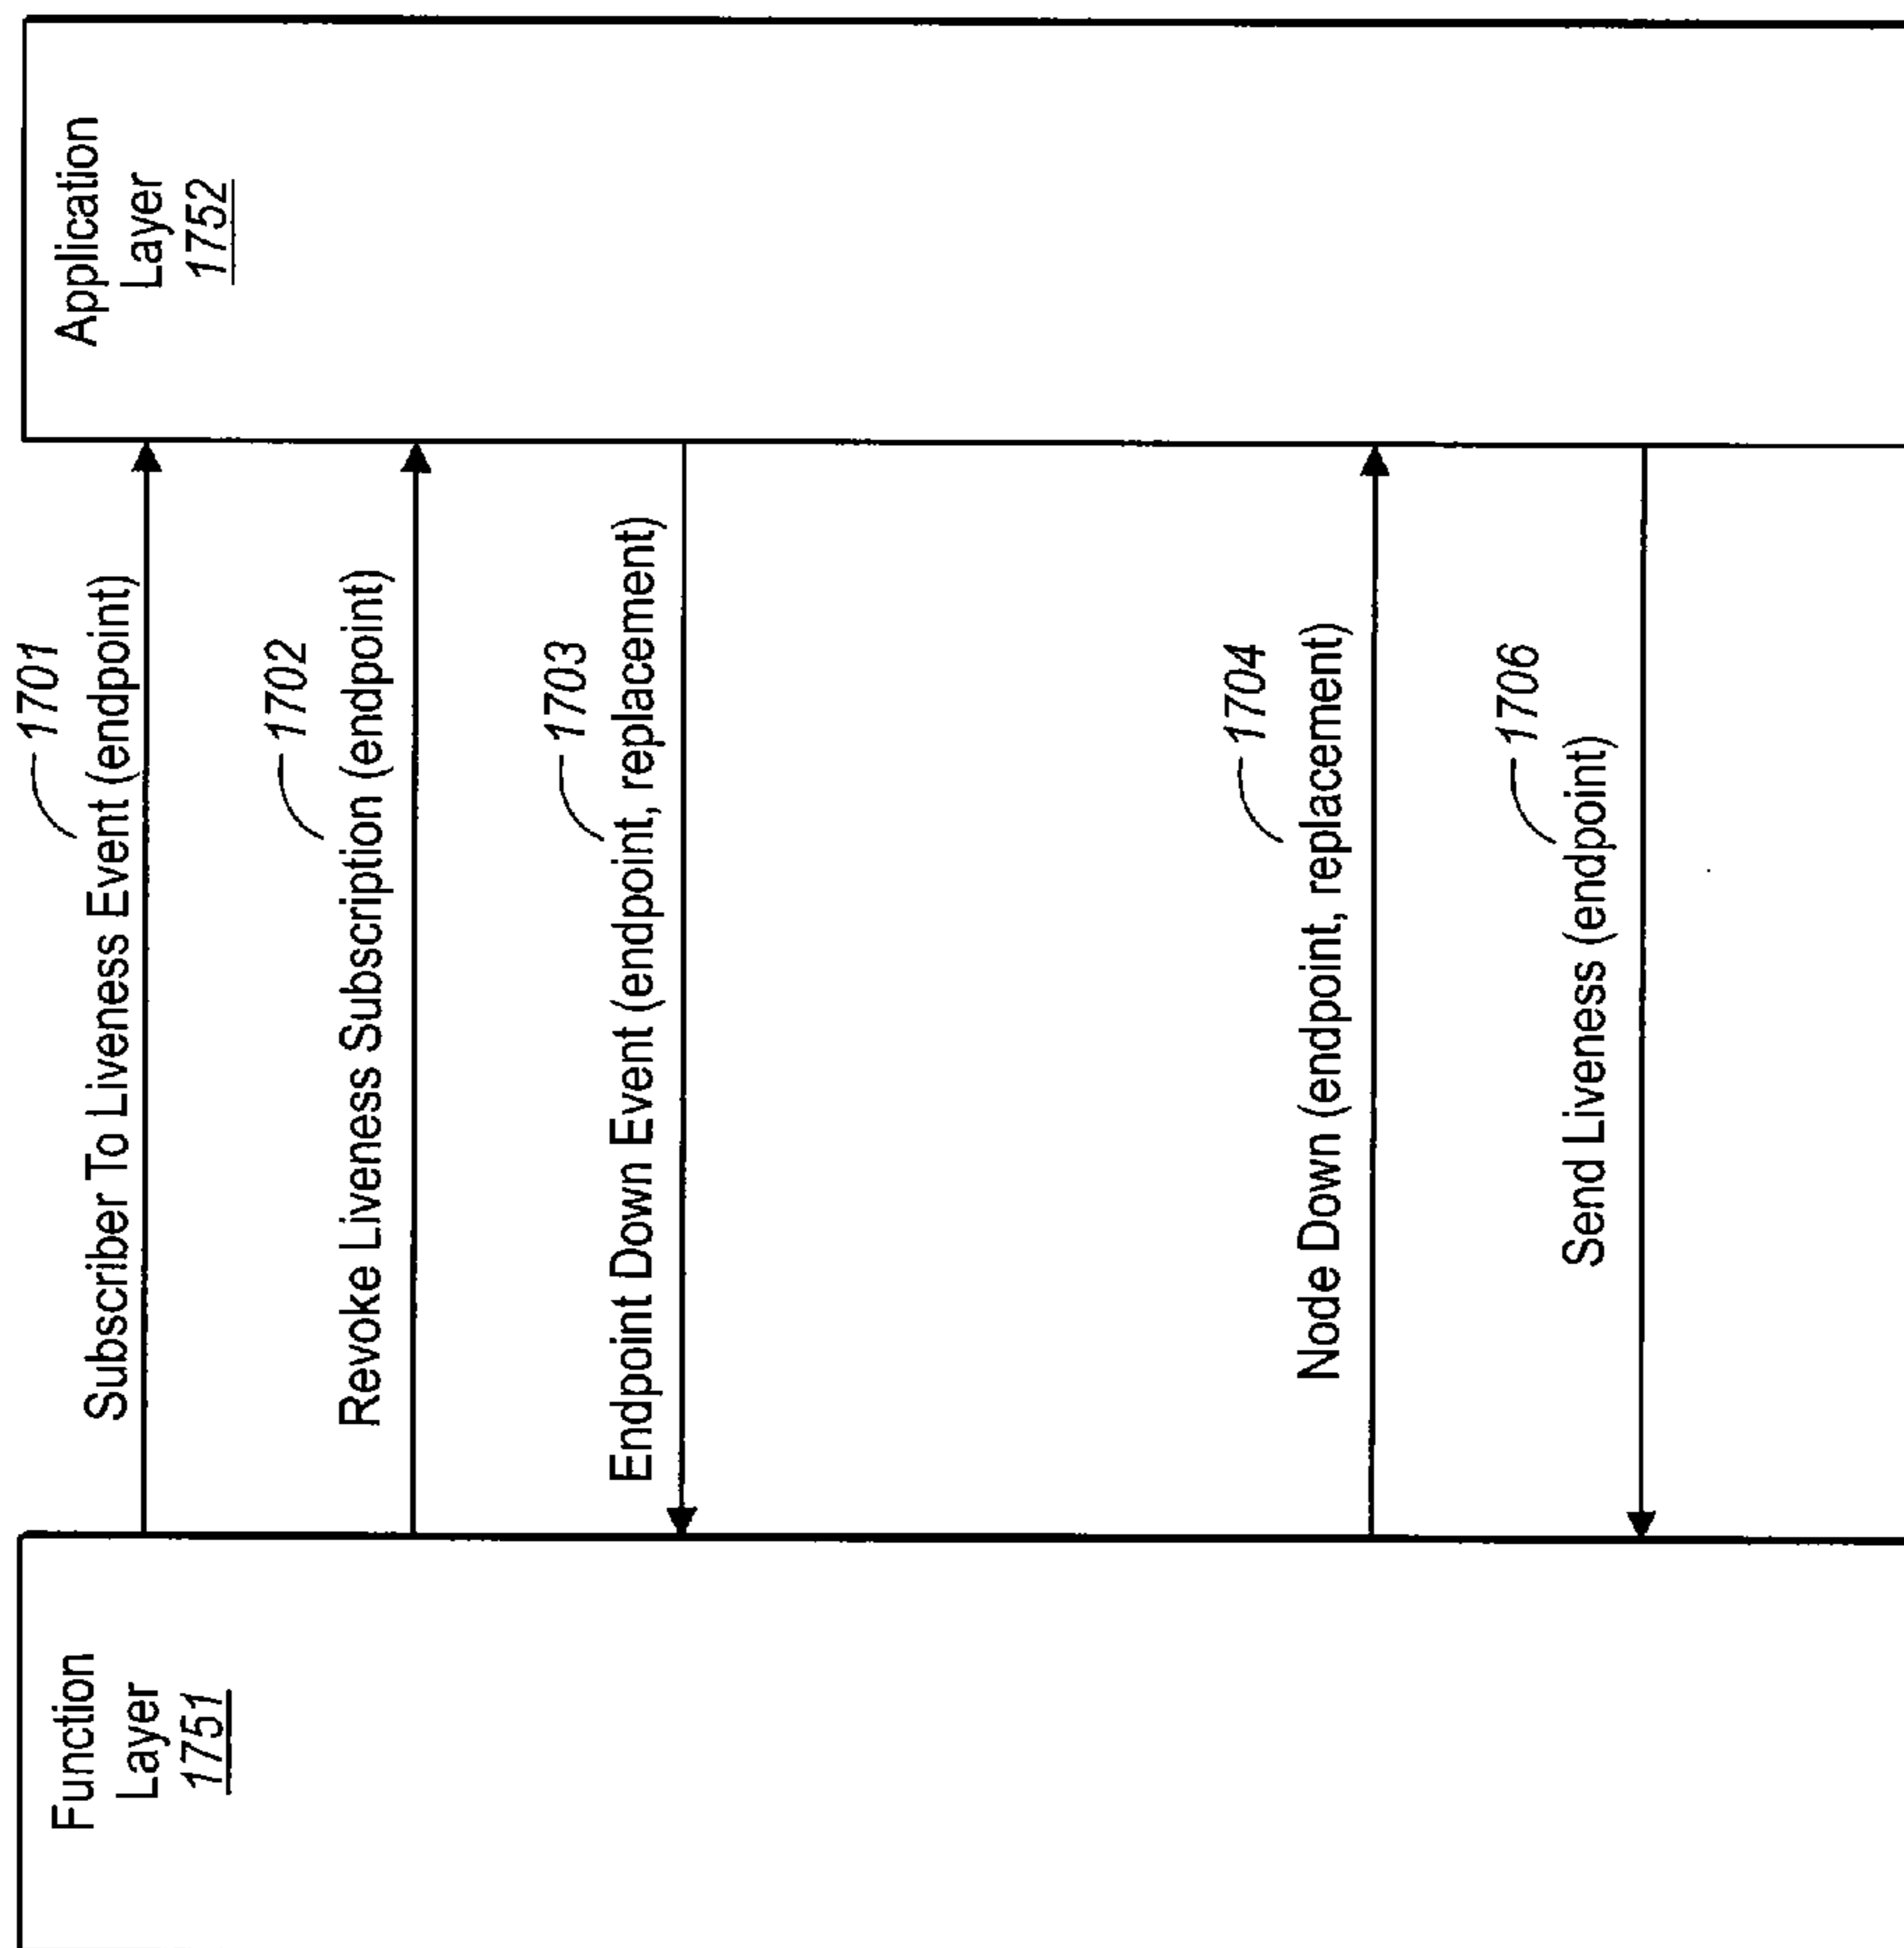 Function
Layer
1751
Application
Layer
1752
1701
Subscriber To Liveness Event (endpoint)
1702
Revoke Liveness Subscription (endpoint)
1703
Endpoint Down Event (endpoint, replacement)
1704
Node Down (endpoint, replacement)
1706
Send Liveness (endpoint)